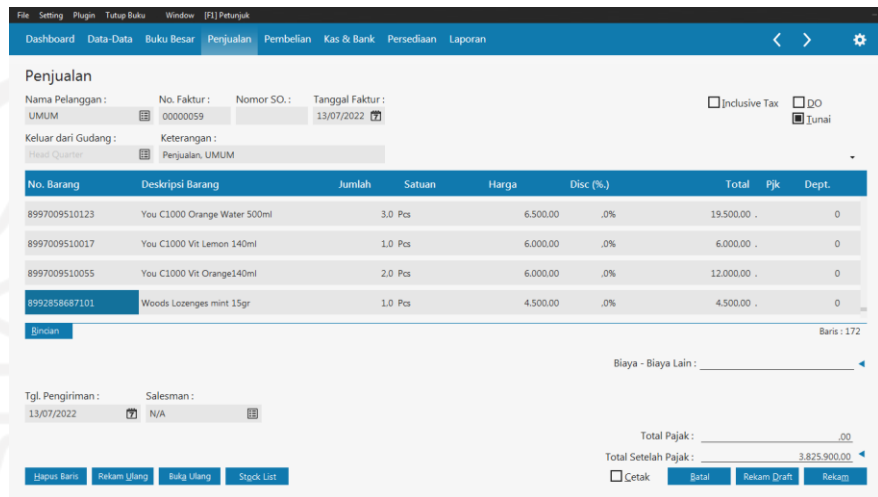 File Setting Plugin Tutup Buku Window [F1] Petunjuk
Dashboard Data-Data Buku Besar Penjualan Pembelian Kas & Bank Persediaan Laporan
Penjualan
Nama Pelanggan : No. Faktur : Nomor SO. : Tanggal Faktur :
UMUM 00000059 13/07/2022 Inclusive Tax DO
Tunai
Keluar dari Gudang : Keterangan :
Head Quarter Penjualan, UMUM
No. Barang Deskripsi Barang Jumlah Satuan Harga Disc (%.) Total Pjk Dept.
8997009510123 You C1000 Orange Water 500ml 3,0 Pcs 6.500,00 ,0% 19.500,00 . 0
8997009510017 You C1000 Vit Lemon 140ml 1,0 Pcs 6.000,00 ,0% 6.000,00 . 0
8997009510055 You C1000 Vit Orange140ml 2,0 Pcs 6.000,00 ,0% 12.000,00 . 0
8992858687101 Woods Lozenges mint 15gr 1,0 Pcs 4.500,00 ,0% 4.500,00 . 0
Rincian Baris : 172
Biaya - Biaya Lain :
Tgl. Pengiriman : Salesman :
13/07/2022 N/A
Total Pajak : ,00
Total Setelah Pajak : 3.825.900,00
Hapus Baris Rekam Ulang Buka Ulang Stock List Cetak Batal Rekam Draft Rekam